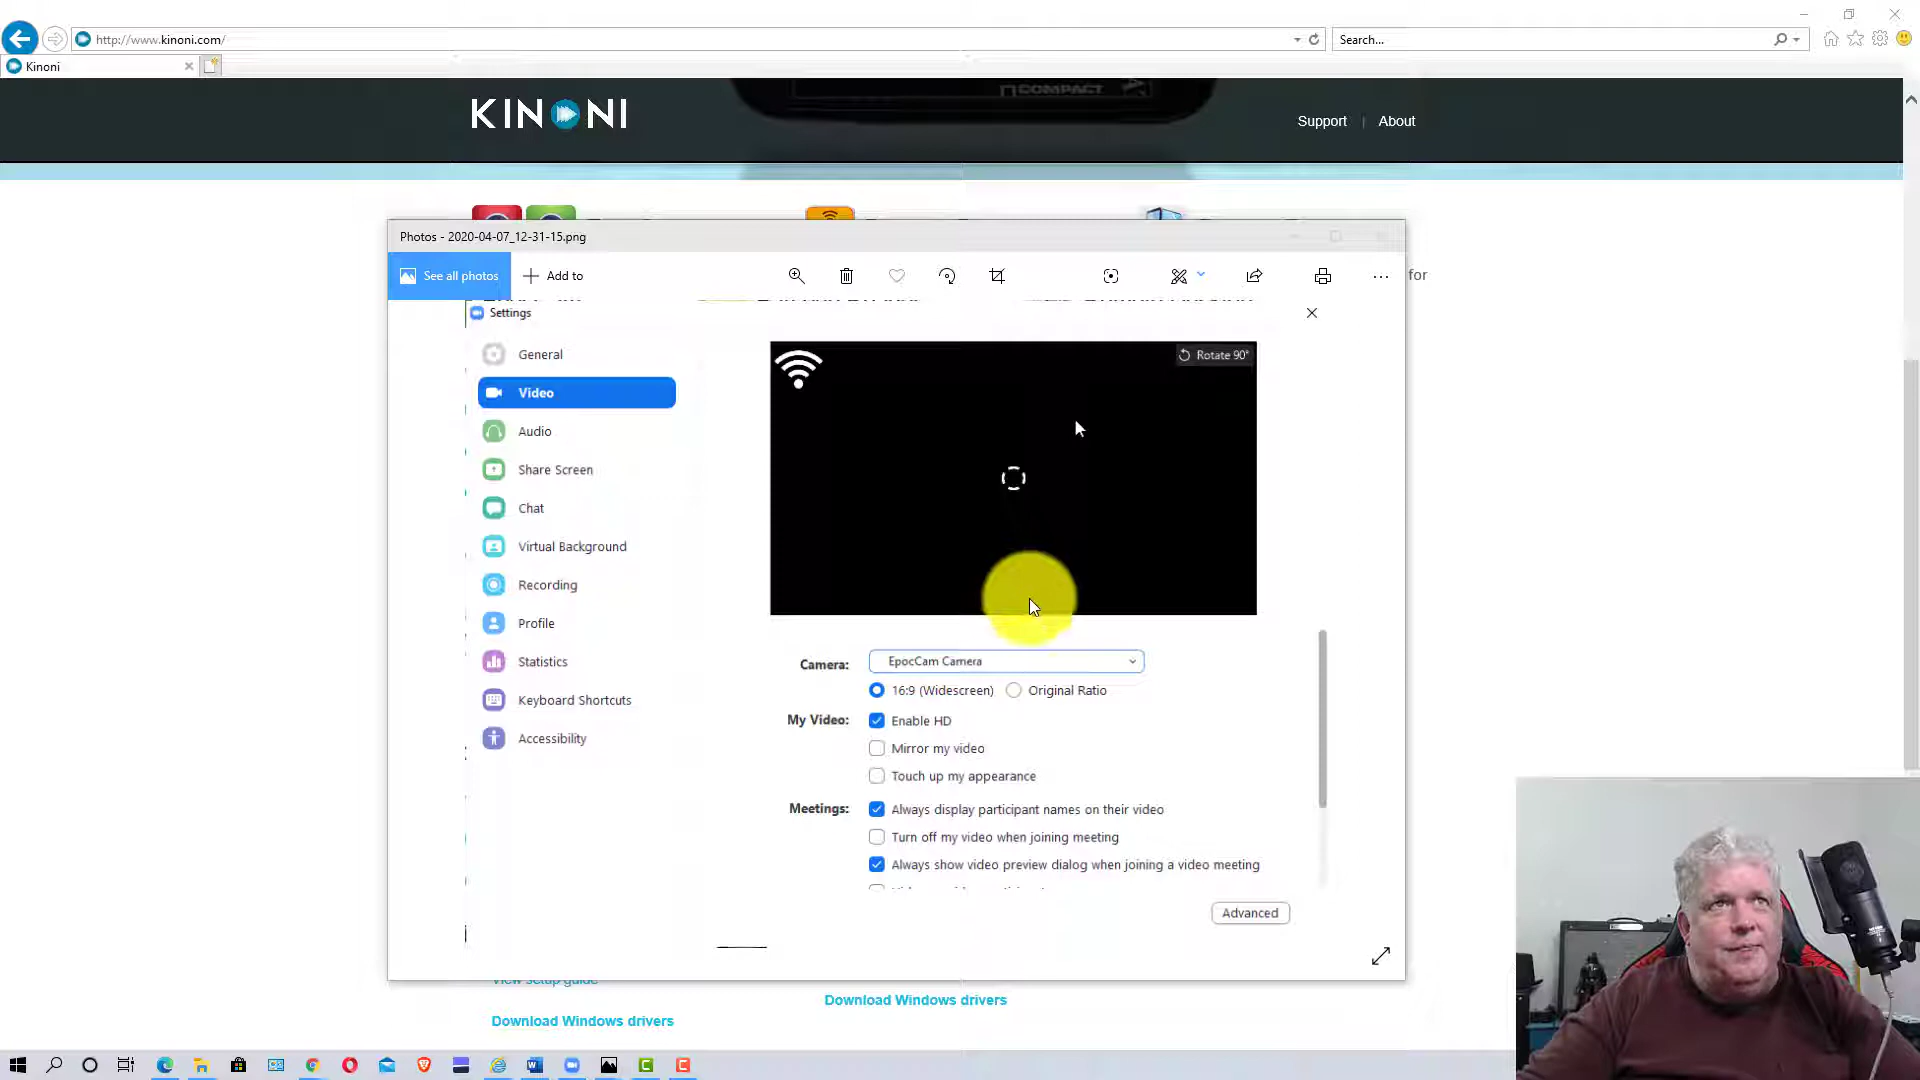 http://www.kinoni.com/
Search...
Kinoni
COMPACT
KINONI
Support | About
Photos - 2020-04-07_12-31-15.png
See all photos
Add to
for
Settings
General
Rotate 90°
Video
Audio
Share Screen
Chat
Virtual Background
Recording
Profile
Statistics
Keyboard Shortcuts
Accessibility
Camera: EpocCam Camera
16:9 (Widescreen) Original Ratio
My Video: Enable HD
Mirror my video
Touch up my appearance
Meetings: Always display participant names on their video
Turn off my video when joining meeting
Always show video preview dialog when joining a video meeting
Advanced
View setup guide
Download Windows drivers
Download Windows drivers